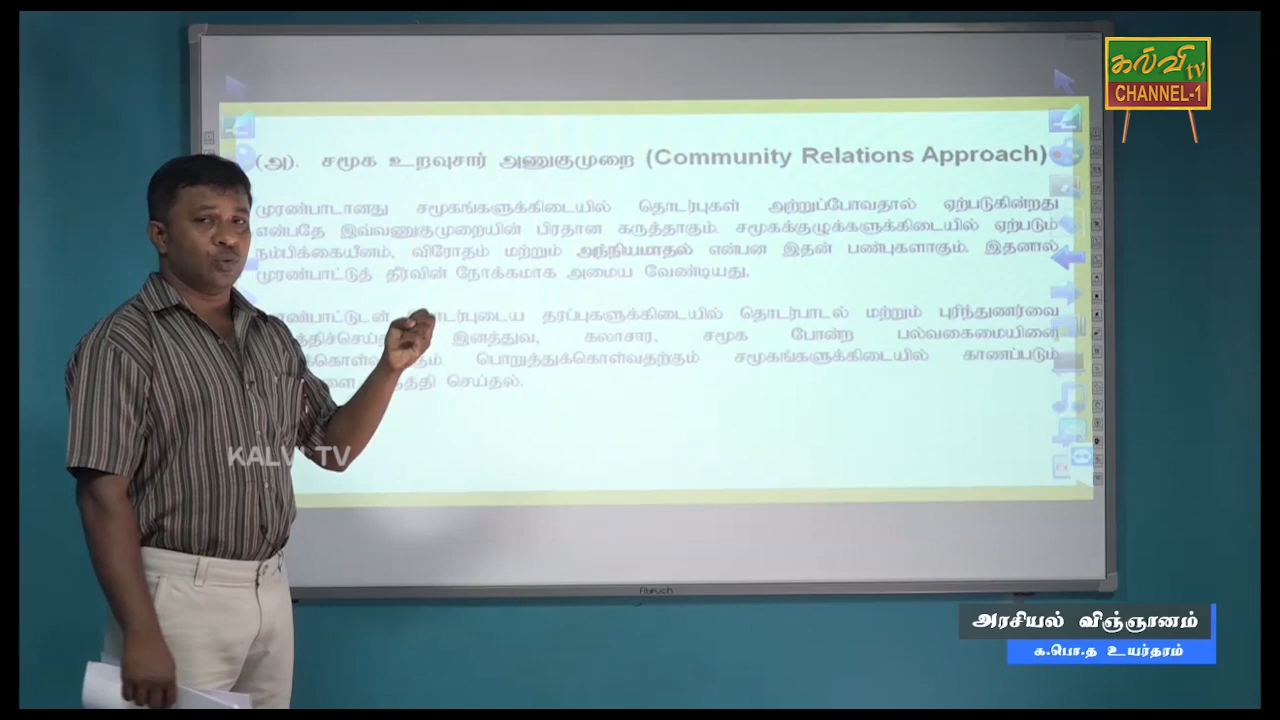 கல்வி tv
CHANNEL-1
(அ). சமூக உறவுசார் அணுகுமுறை (Community Relations Approach)
முரண்பாடானது சமூகங்களுக்கிடையில் தொடர்புகள் அற்றுப்போவதால் ஏற்படுகின்றது
என்பதே இவ்வணுகுமுறையின் பிரதான கருத்தாகும். சமூகக்குழுக்களுக்கிடையில் ஏற்படும்
நம்பிக்கையீனம், விரோதம் மற்றும் அந்நியமாதல் என்பன இதன் பண்புகளாகும். இதனால்
முரண்பாட்டுத் தீர்வின் நோக்கமாக அமைய வேண்டியது,
தொடர்புடைய தரப்புகளுக்கிடையில் தொடர்பாடல் மற்றும் புரிந்துணர்வை
இனத்துவ, கலாசார, சமூக போன்ற பல்வகைமையினை
பொறுத்துக்கொள்வதற்கும் சமூகங்களுக்கிடையில் காணப்படும்
செய்தல்.
KALVI TV
fitouch
அரசியல் விஞ்ஞானம்
க.பொ.த உயர்தரம்